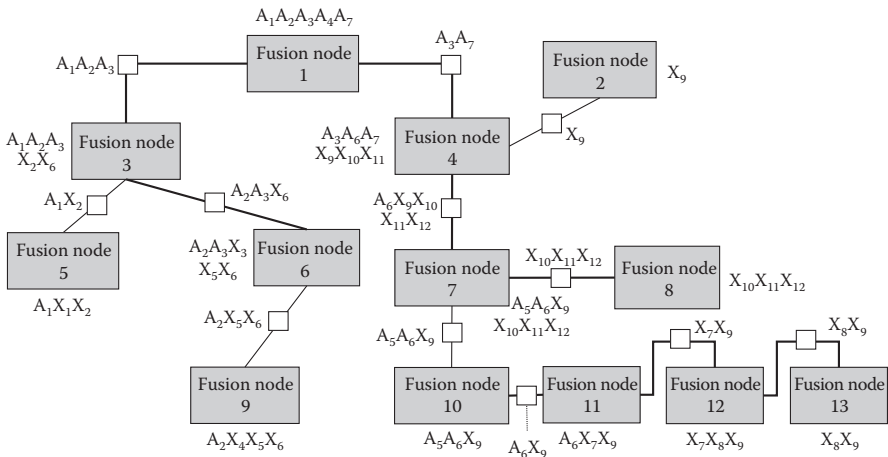 A₁A₂A₃A₄A₇
Fusion node
1
A₁A₂A₃
A₃A₇
Fusion node
2
X₉
X₉
A₁A₂A₃
X₂X₆
Fusion node
3
A₃A₆A₇
X₉X₁₀X₁₁
Fusion node
4
A₁X₂
A₂A₃X₆
A₆X₉X₁₀
X₁₁X₁₂
Fusion node
5
A₁X₁X₂
A₂A₃X₃
X₅X₆
Fusion node
6
Fusion node
7
X₁₀X₁₁X₁₂
Fusion node
8
X₁₀X₁₁X₁₂
A₅A₆X₉
X₁₀X₁₁X₁₂
A₂X₅X₆
A₅A₆X₉
X₇X₉
X₈X₉
Fusion node
9
A₂X₄X₅X₆
Fusion node
10
A₅A₆X₉
A₆X₉
Fusion node
11
A₆X₇X₉
Fusion node
12
X₇X₈X₉
Fusion node
13
X₈X₉